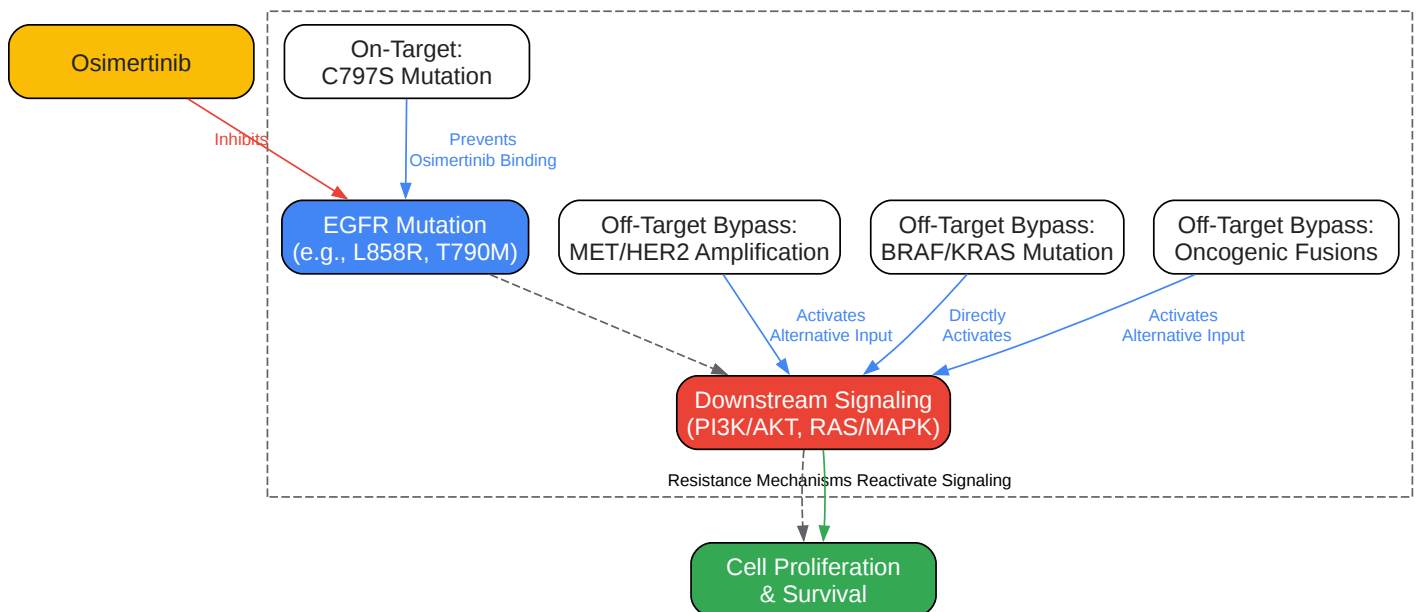 Osimertinib
On-Target:
C797S Mutation
Inhibits
Prevents
Osimertinib Binding
EGFR Mutation
(e.g., L858R, T790M)
Off-Target Bypass:
MET/HER2 Amplification
Off-Target Bypass:
BRAF/KRAS Mutation
Off-Target Bypass:
Oncogenic Fusions
Activates
Alternative Input
Directly
Activates
Activates
Alternative Input
Downstream Signaling
(PI3K/AKT, RAS/MAPK)
Resistance Mechanisms Reactivate Signaling
Cell Proliferation
& Survival